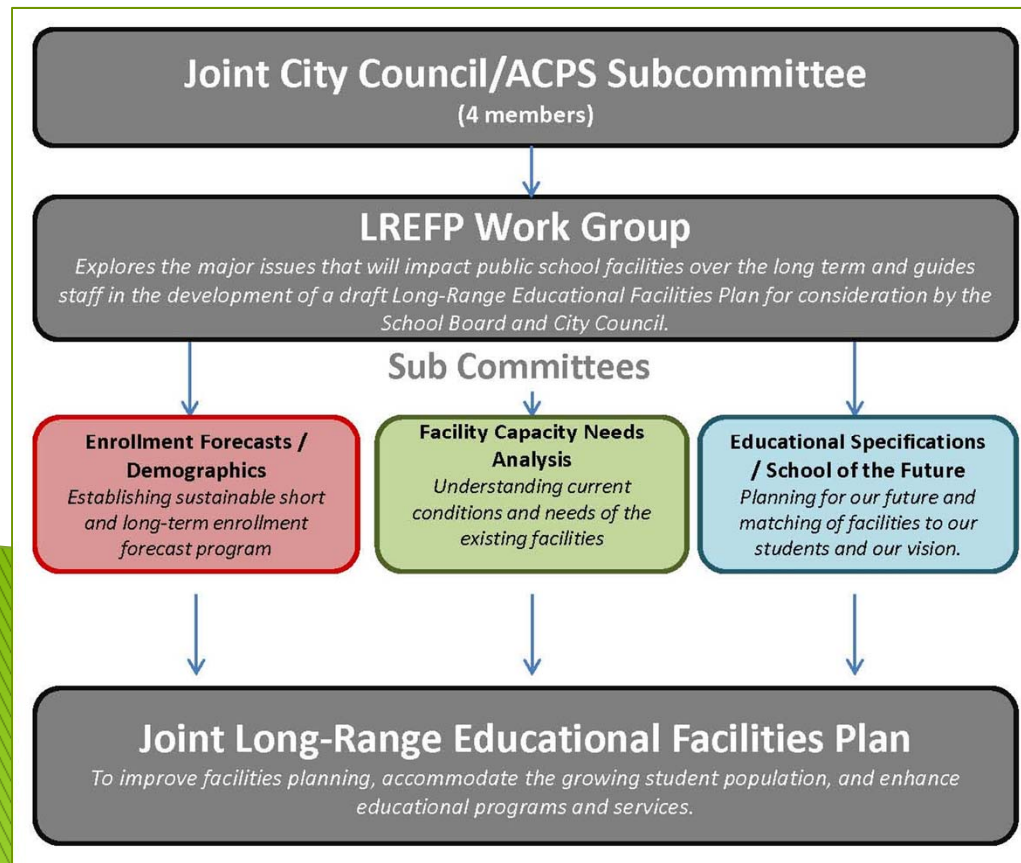 Joint City Council/ACPS Subcommittee
(4 members)
LREFP Work Group
Explores the major issues that will impact public school facilities over the long term and guides
staff in the development of a draft Long-Range Educational Facilities Plan for consideration by the
School Board and City Council.
Sub Committees
Enrollment Forecasts /
Demographics
Establishing sustainable short
and long-term enrollment
forecast program
Facility Capacity Needs
Analysis
Understanding current
conditions and needs of the
existing facilities
Educational Specifications
/ School of the Future
Planning for our future and
matching of facilities to our
students and our vision.
Joint Long-Range Educational Facilities Plan
To improve facilities planning, accommodate the growing student population, and enhance
educational programs and services.